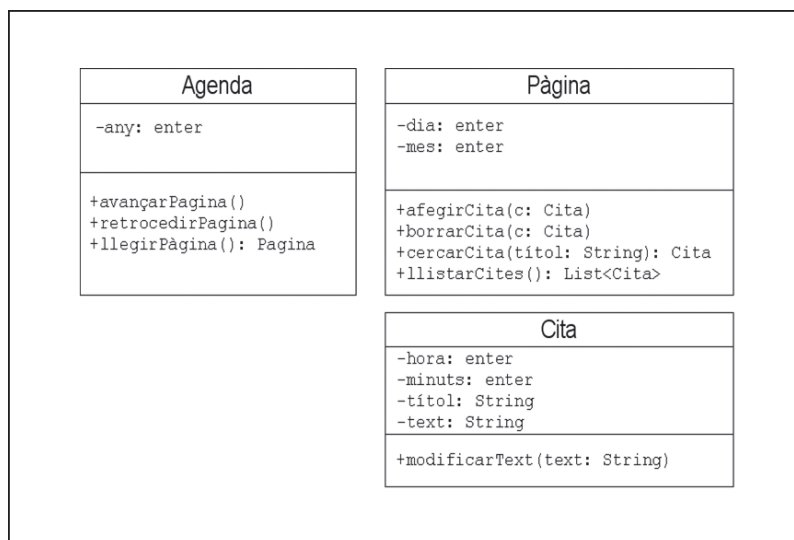 Agenda
-any: enter
+avançarPagina()
+retrocedirPagina()
+llegirPàgina(): Pagina
Pàgina
-dia: enter
-mes: enter
+afegirCita(c: Cita)
+borrarCita(c: Cita)
+cercarCita(títol: String): Cita
+llistarCites(): List<Cita>
Cita
-hora: enter
-minuts: enter
-títol: String
-text: String
+modificarText(text: String)